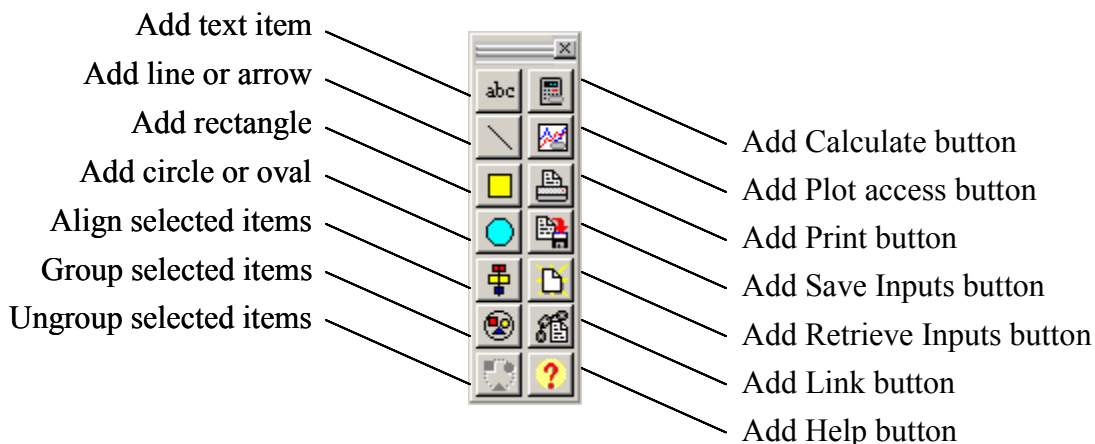 Add text item
Add line or arrow
Add rectangle
Add circle or oval
Align selected items
Group selected items
Ungroup selected items
abc
Add Calculate button
Add Plot access button
Add Print button
Add Save Inputs button
Add Retrieve Inputs button
Add Link button
Add Help button
?